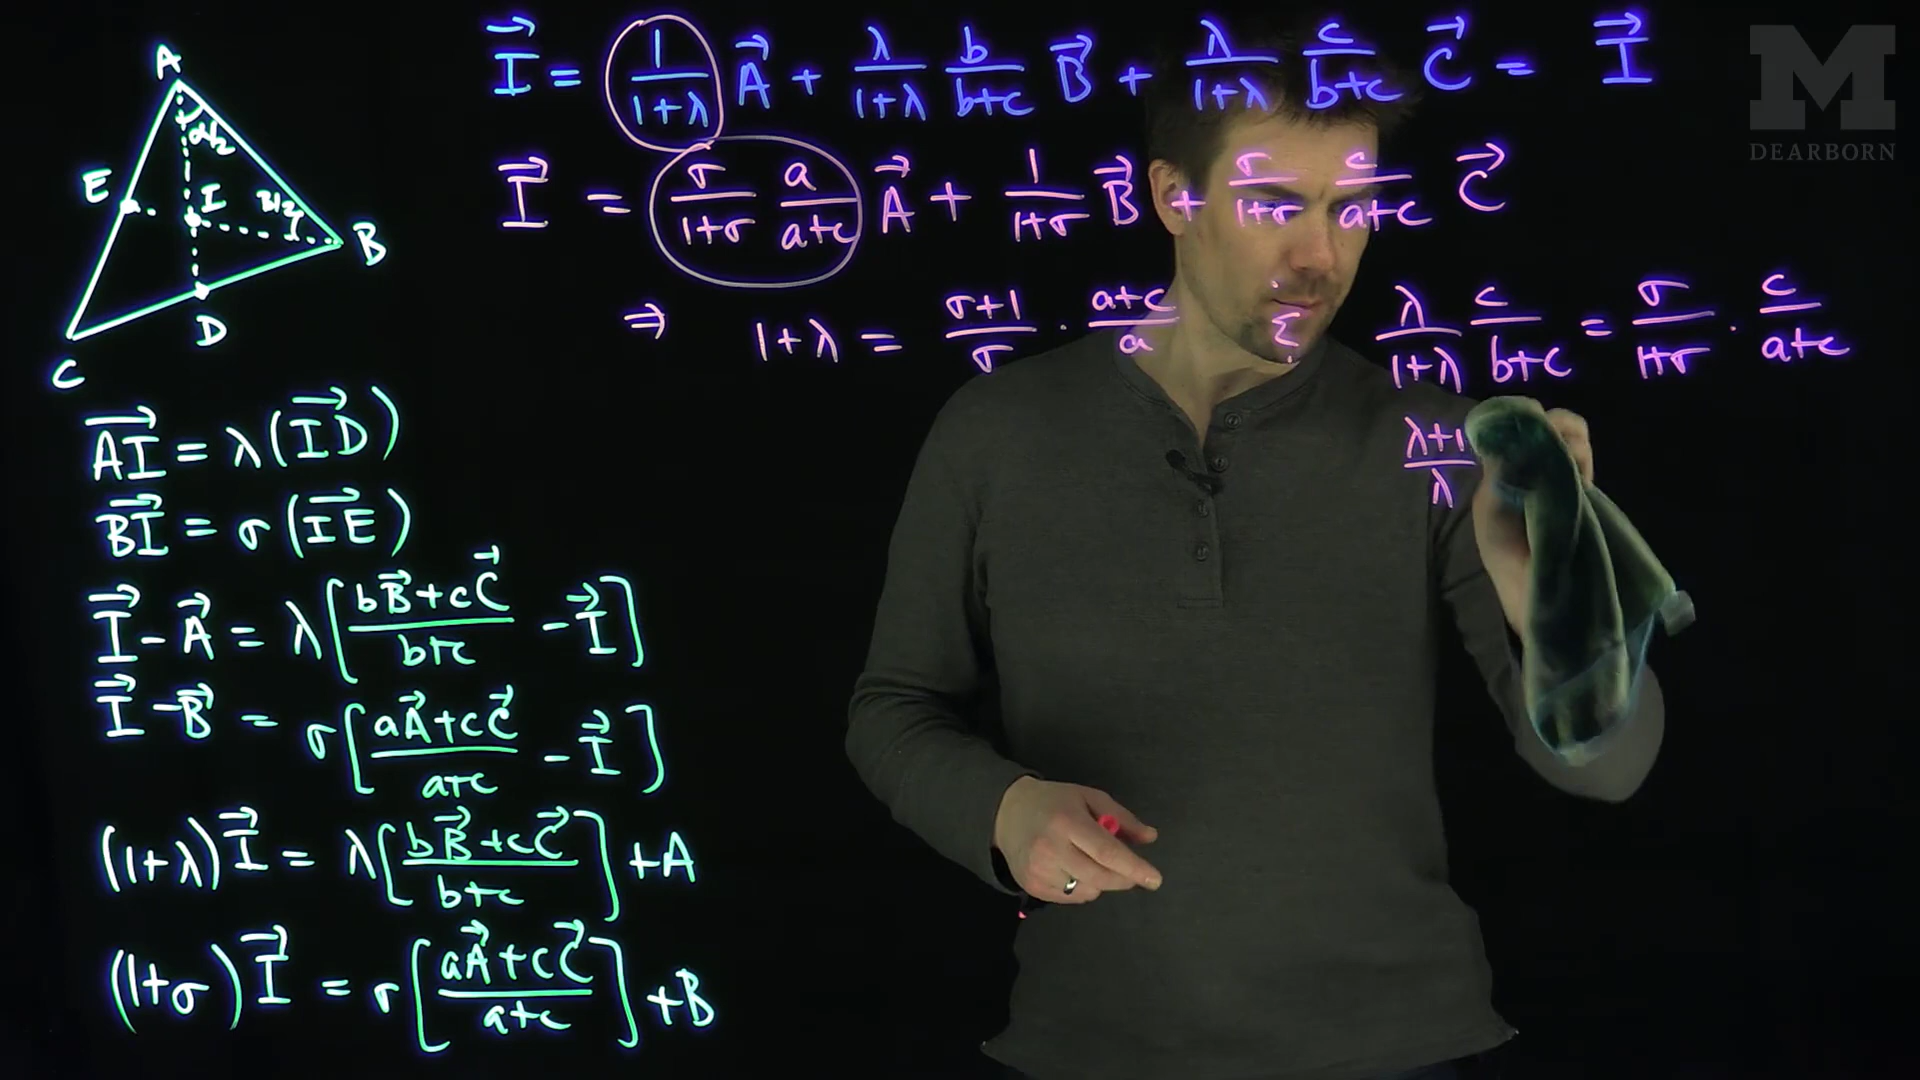 I⃗ = 1/(1+λ) A⃗ + λ/(1+λ) b/(b+c) B⃗ + λ/(1+λ) c/(b+c) C⃗ = I⃗
I⃗ = σ/(1+σ) a/(a+c) A⃗ + 1/(1+σ) B⃗ + σ/(1+σ) c/(a+c) C⃗
⇒ 1+λ = (σ+1)/σ · (a+c)/a ; λ/(1+λ) c/(b+c) = σ/(1+σ) · c/(a+c)
(λ+1)/λ
M
DEARBORN
A
α/2
E
I
B
D
C
AI⃗ = λ(ID⃗)
BI⃗ = σ(IE⃗)
I⃗ - A⃗ = λ[(bB⃗+cC⃗)/(b+c) - I⃗]
I⃗ - B⃗ = σ[(aA⃗+cC⃗)/(a+c) - I⃗]
(1+λ)I⃗ = λ[(bB⃗+cC⃗)/(b+c)] + A
(1+σ)I⃗ = σ[(aA⃗+cC⃗)/(a+c)] + B